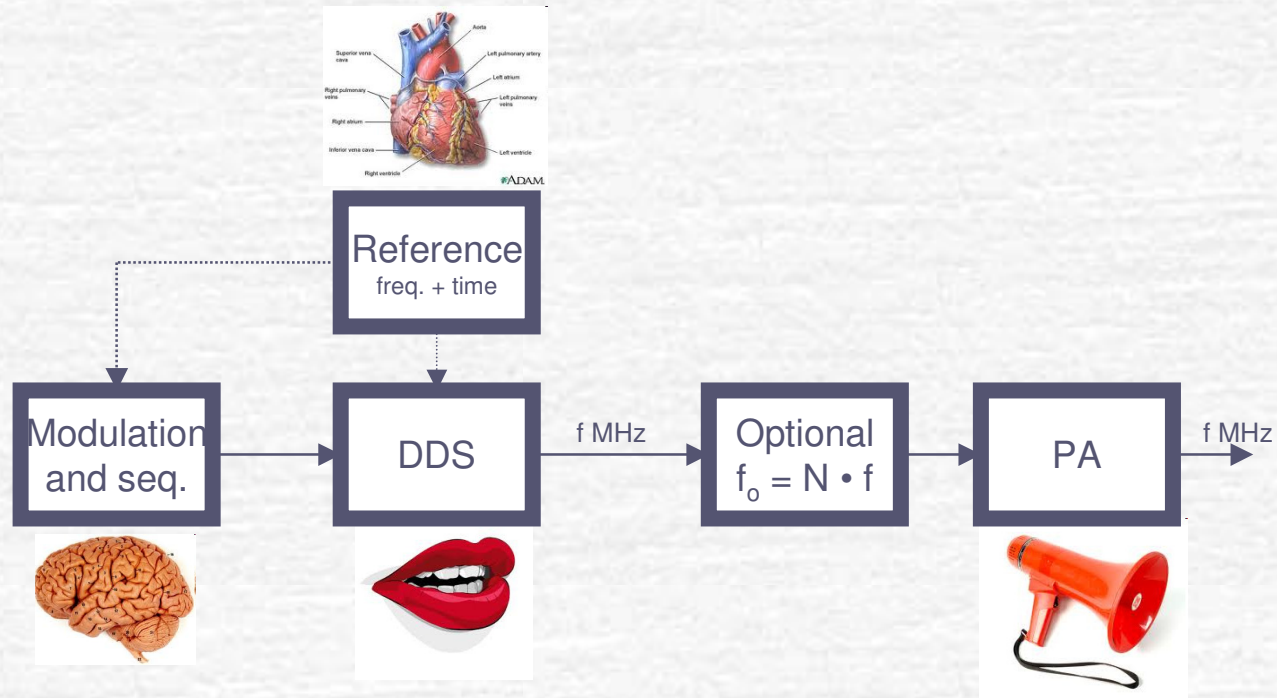 Aorta
Superior vena
cava
Left pulmonary artery
Left atrium
Right pulmonary
veins
Left pulmonary
veins
Right atrium
Inferior vena cava
Left ventricle
Right ventricle
ADAM.
Reference
freq. + time
Modulation
and seq.
DDS
f MHz
Optional
fₒ = N • f
PA
f MHz